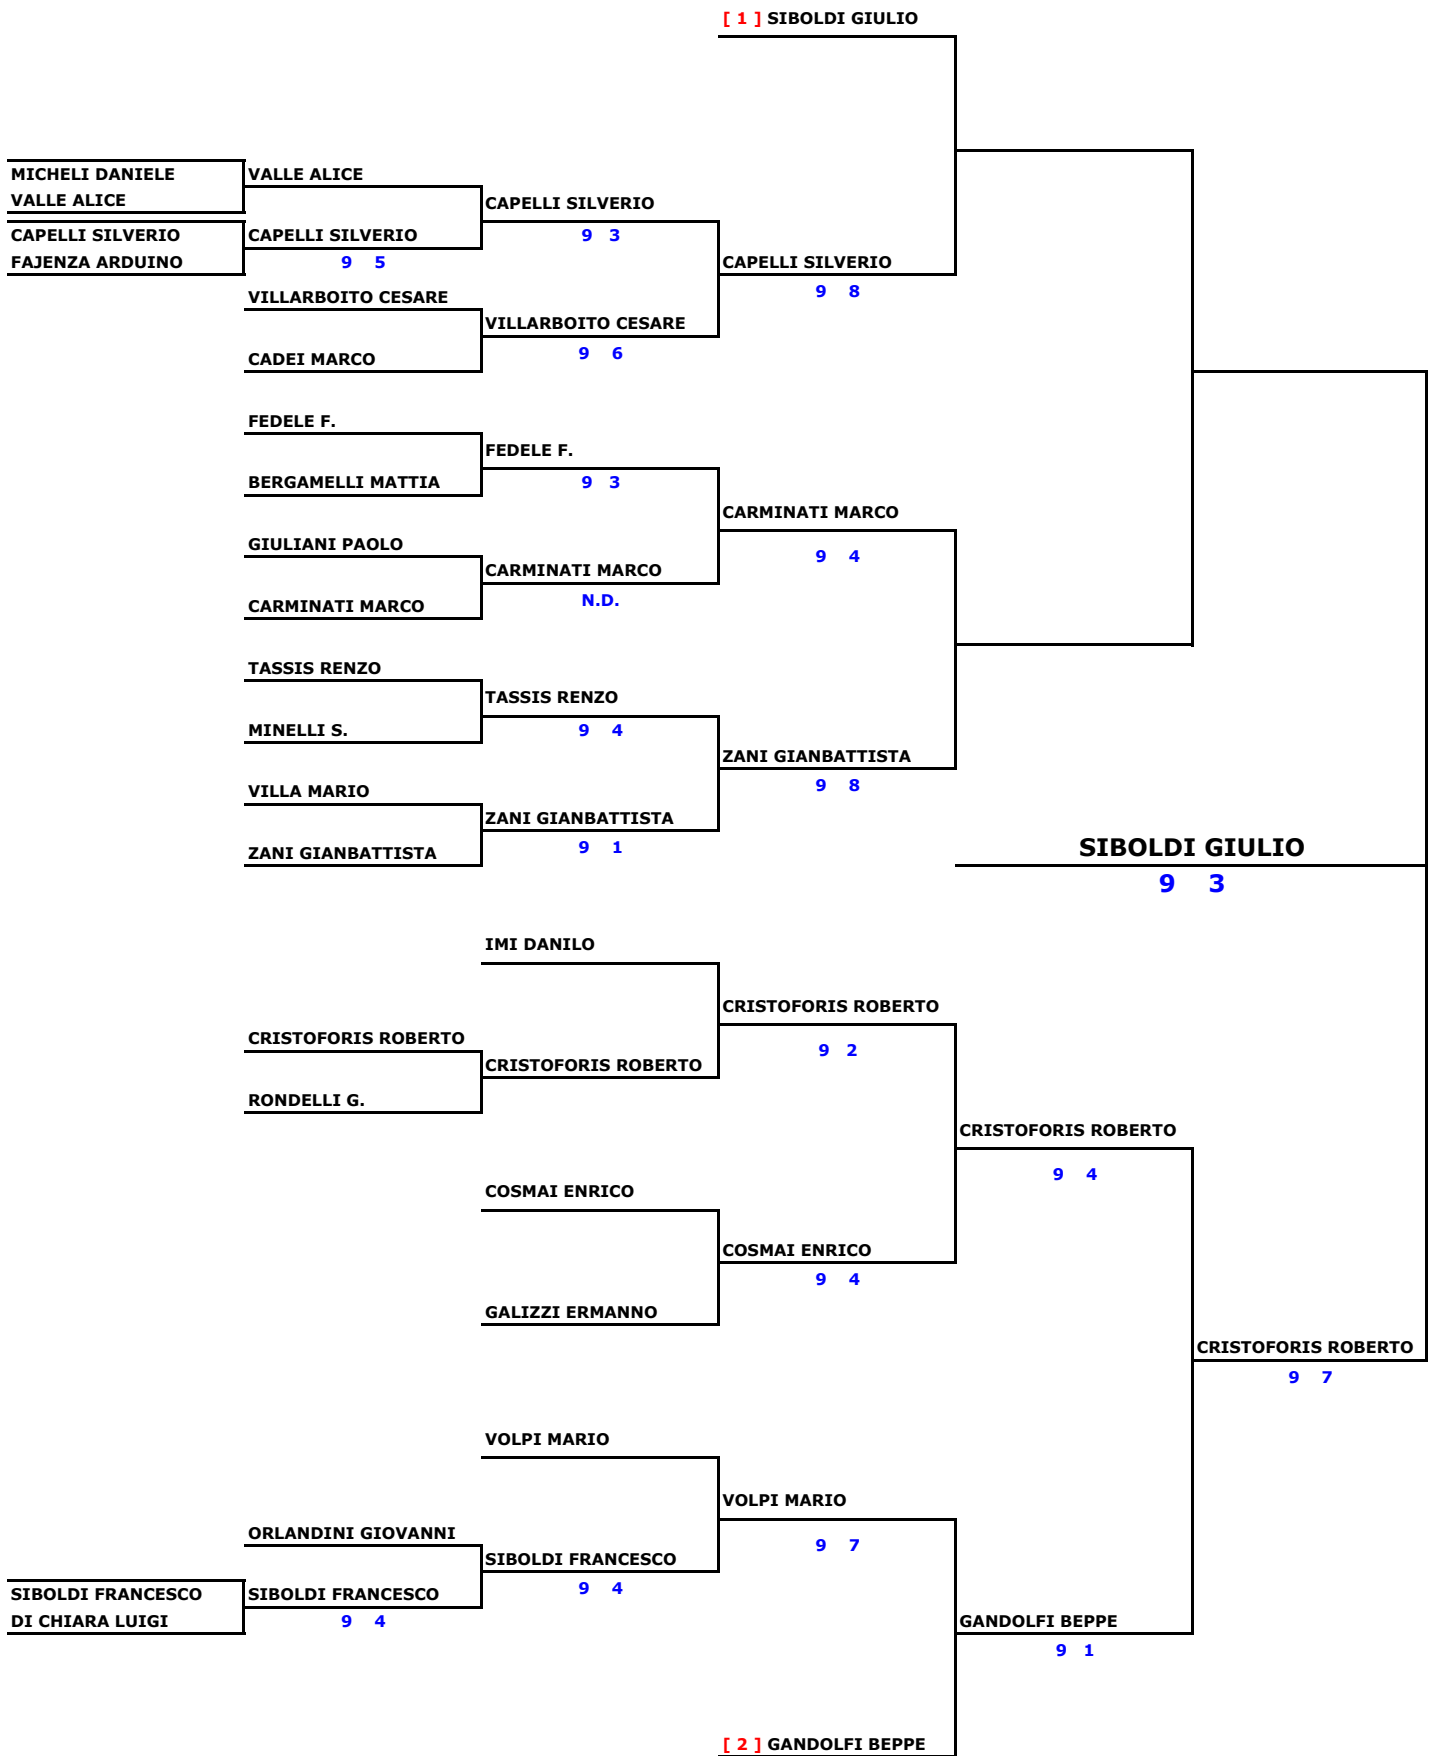 [ 1 ] SIBOLDI GIULIO
MICHELI DANIELE
VALLE ALICE
VALLE ALICE
CAPELLI SILVERIO
CAPELLI SILVERIO
CAPELLI SILVERIO
9 3
FAJENZA ARDUINO
9 5
CAPELLI SILVERIO
9 8
VILLARBOITO CESARE
VILLARBOITO CESARE
9 6
CADEI MARCO
FEDELE F.
FEDELE F.
9 3
BERGAMELLI MATTIA
CARMINATI MARCO
9 4
GIULIANI PAOLO
CARMINATI MARCO
N.D.
CARMINATI MARCO
TASSIS RENZO
TASSIS RENZO
9 4
MINELLI S.
ZANI GIANBATTISTA
9 8
VILLA MARIO
ZANI GIANBATTISTA
9 1
ZANI GIANBATTISTA
SIBOLDI GIULIO
9 3
IMI DANILO
CRISTOFORIS ROBERTO
9 2
CRISTOFORIS ROBERTO
CRISTOFORIS ROBERTO
RONDELLI G.
CRISTOFORIS ROBERTO
9 4
COSMAI ENRICO
COSMAI ENRICO
9 4
GALIZZI ERMANNO
CRISTOFORIS ROBERTO
9 7
VOLPI MARIO
VOLPI MARIO
9 7
ORLANDINI GIOVANNI
SIBOLDI FRANCESCO
9 4
SIBOLDI FRANCESCO
SIBOLDI FRANCESCO
DI CHIARA LUIGI
9 4
GANDOLFI BEPPE
9 1
[ 2 ] GANDOLFI BEPPE